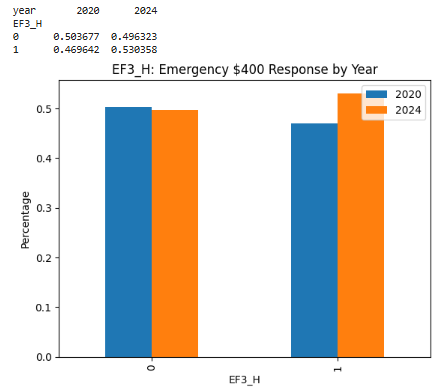 year 2020 2024
EF3_H
0 0.503677 0.496323
1 0.469642 0.530358
EF3_H: Emergency $400 Response by Year
2020
2024
0.5
0.4
0.3
0.2
0.1
0.0
Percentage
0 1
EF3_H